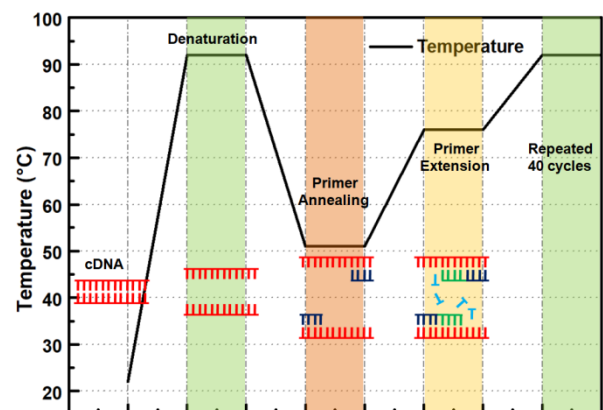 100
Denaturation
Temperature
90
80
70
Primer
Annealing
Primer
Extension
Repeated
40 cycles
60
50
cDNA
40
30
20
Temperature (°C)